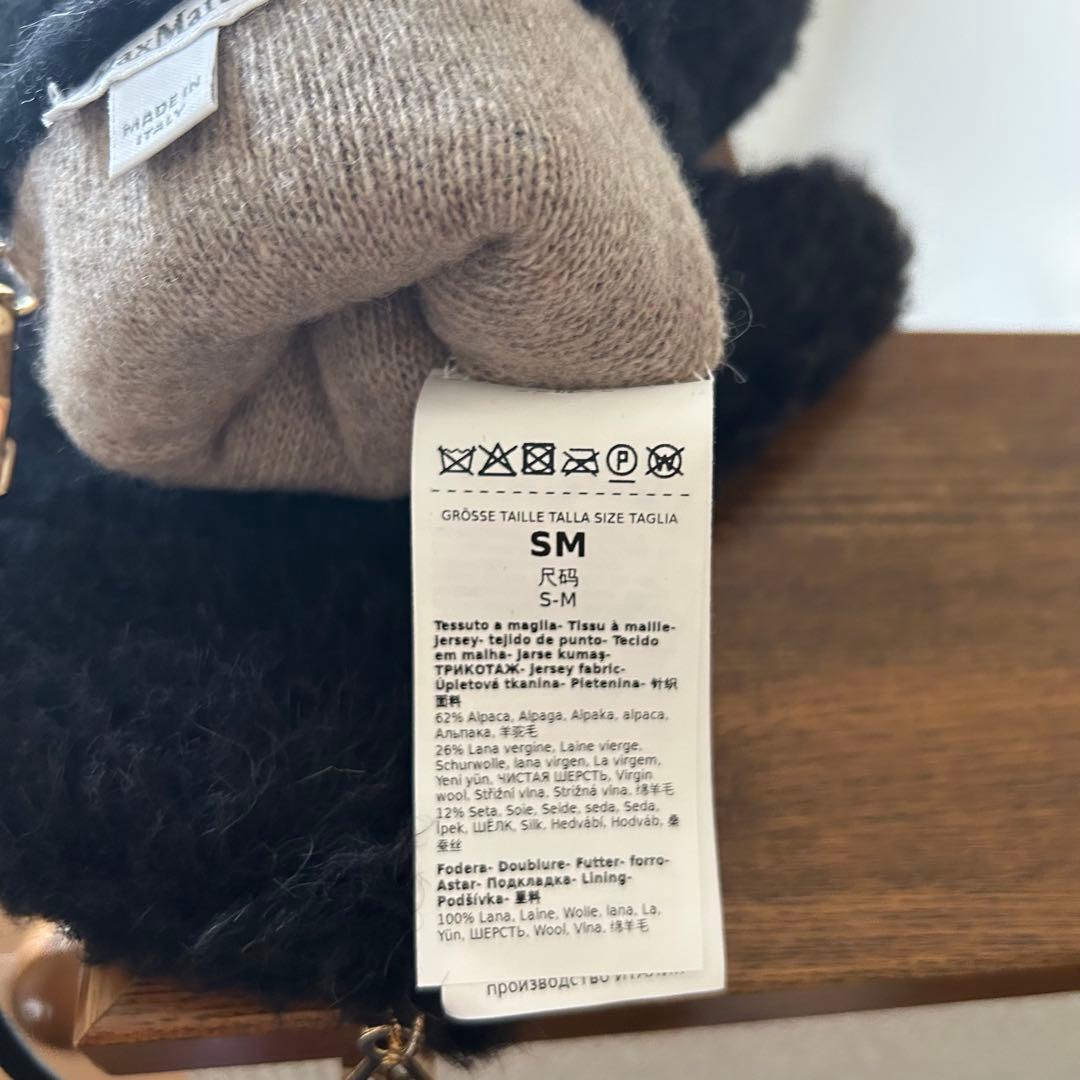 MADE IN
ITALY
P
W
GRÖSSE TAILLE TALLA SIZE TAGLIA
SM
尺码
S-M
Tessuto a maglia- Tissu à maille-
Jersey- tejido de punto- Tecido
em malha- Jarse kumaş-
ТРИКОТАЖ- Jersey fabric-
Úpletová tkanina- Pletenina- 针织
面料
62% Alpaca, Alpaga, Alpaka, alpaca,
Альпака, 羊驼毛
26% Lana vergine, Laine vierge,
Schurwolle, lana virgen, La virgem,
Yeni yün, ЧИСТАЯ ШЕРСТЬ, Virgin
wool, Střižní vlna, Strižná vlna, 绵羊毛
12% Seta, Soie, Seide, seda, Seda,
İpek, ШЁЛК, Silk, Hedvábí, Hodváb, 桑
蚕丝
Fodera- Doublure- Futter- forro-
Astar- Подкладка- Lining-
Podšívka- 里料
100% Lana, Laine, Wolle, lana, La,
Yün, ШЕРСТЬ, Wool, Vlna, 绵羊毛